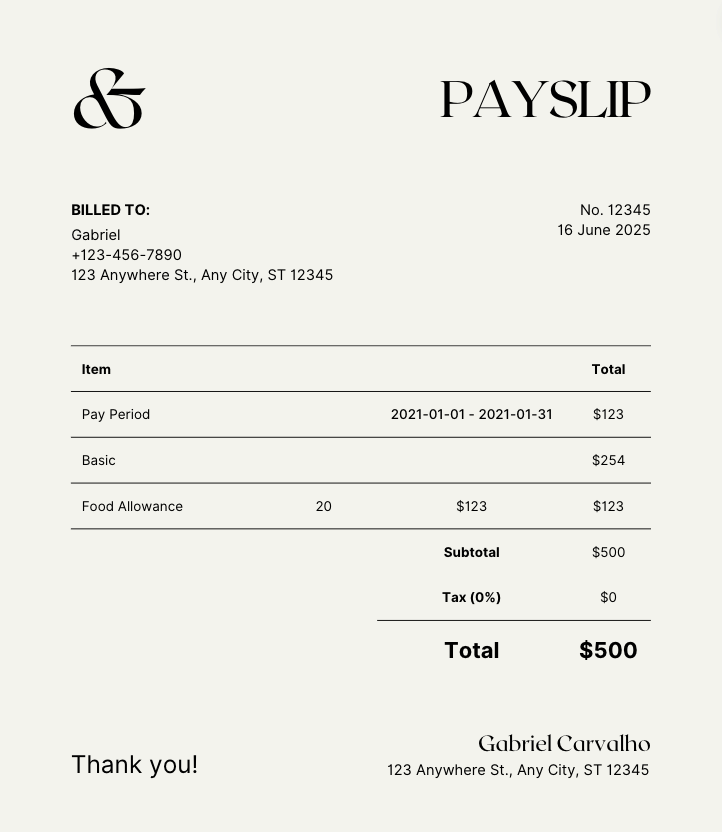 & PAYSLIP
BILLED TO:
Gabriel
+123-456-7890
123 Anywhere St., Any City, ST 12345
No. 12345
16 June 2025
Item Total
Pay Period 2021-01-01 - 2021-01-31 $123
Basic $254
Food Allowance 20 $123 $123
Subtotal $500
Tax (0%) $0
Total $500
Thank you!
Gabriel Carvalho
123 Anywhere St., Any City, ST 12345